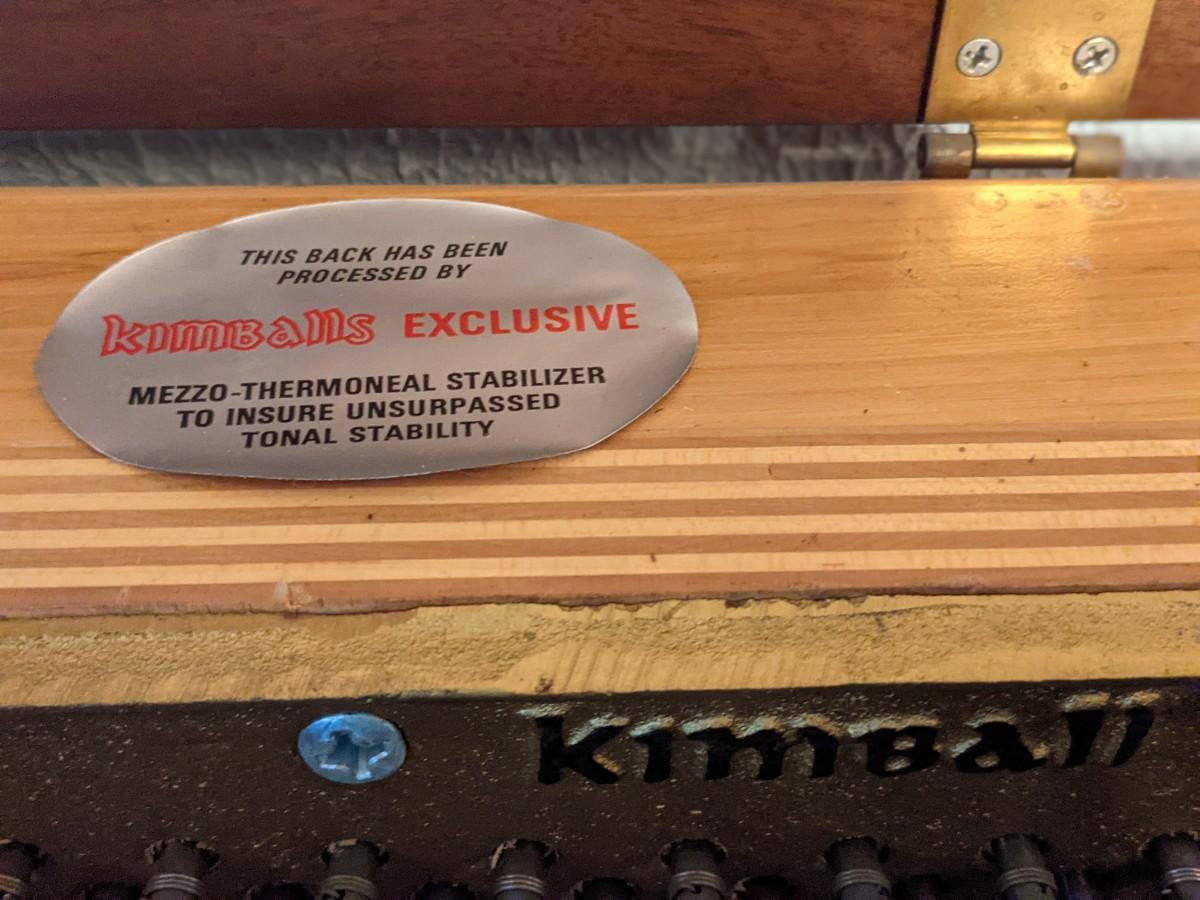 THIS BACK HAS BEEN
PROCESSED BY
kimBalls EXCLUSIVE
MEZZO-THERMONEAL STABILIZER
TO INSURE UNSURPASSED
TONAL STABILITY
kimBall